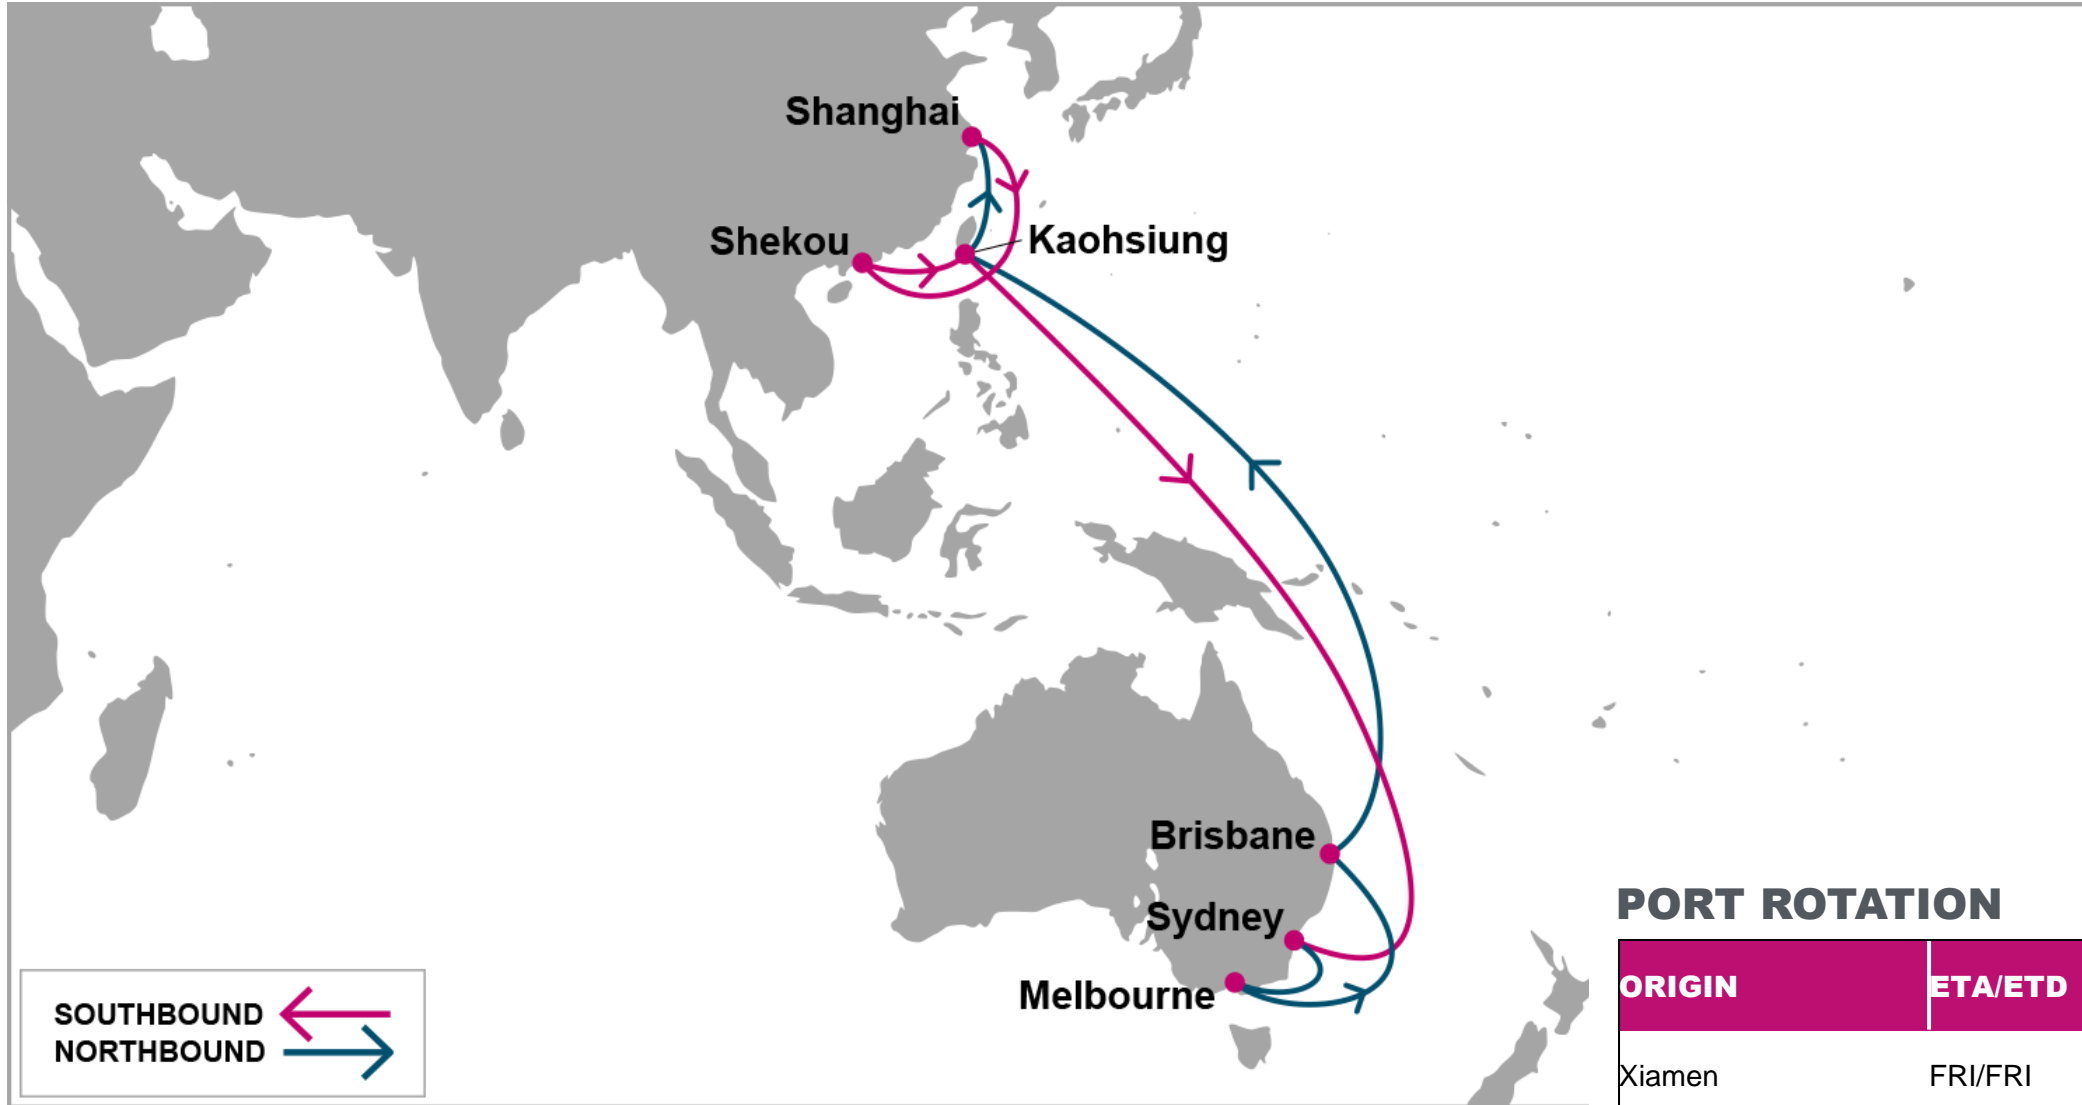 Shanghai
Shekou
Kaohsiung
Brisbane
Sydney
Melbourne
SOUTHBOUND
NORTHBOUND
PORT ROTATION
ORIGIN ETA/ETD
Xiamen FRI/FRI